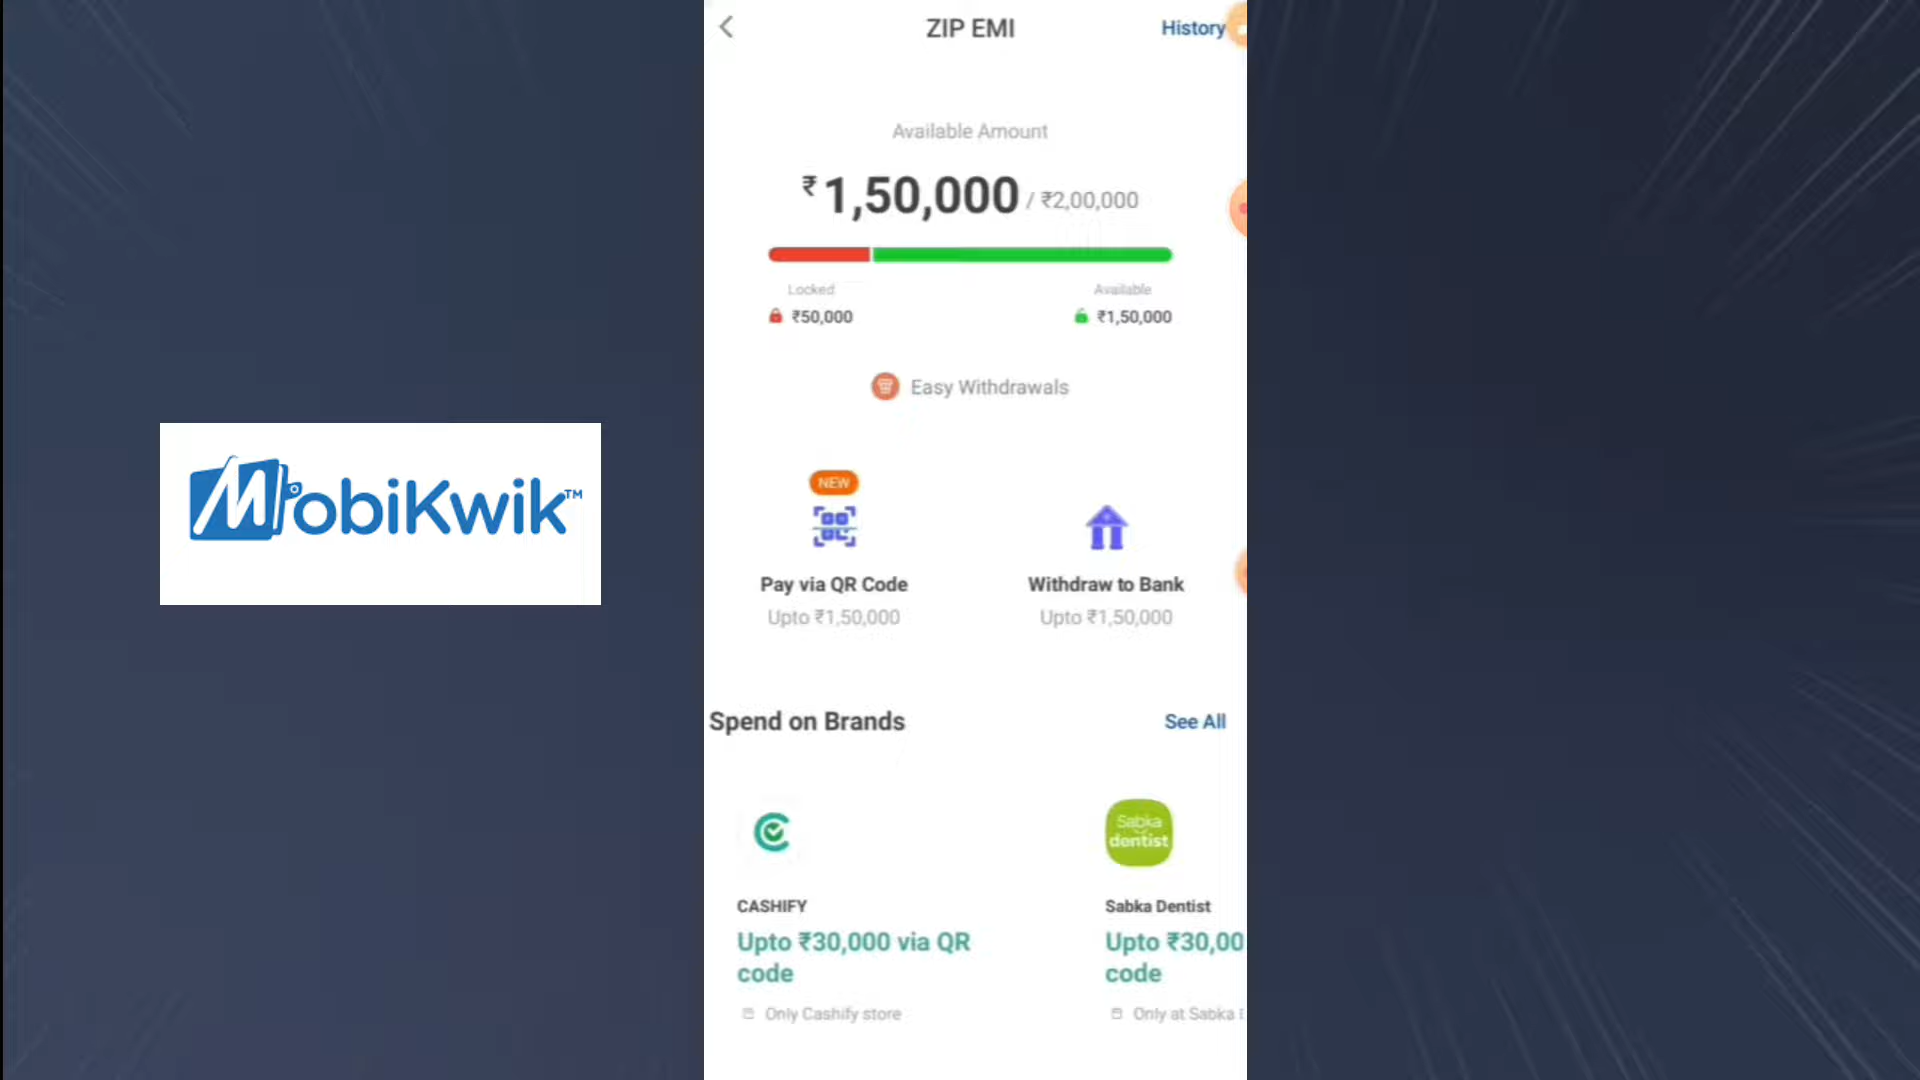 ZIP EMI
History
Available Amount
₹1,50,000 / ₹2,00,000
Locked
Available
₹50,000
₹1,50,000
Easy Withdrawals
MobiKwik™
NEW
Pay via QR Code
Withdraw to Bank
Upto ₹1,50,000
Upto ₹1,50,000
Spend on Brands
See All
Sabka
dentist
CASHIFY
Sabka Dentist
Upto ₹30,000 via QR
code
Upto ₹30,00
code
Only Cashify store
Only at Sabka